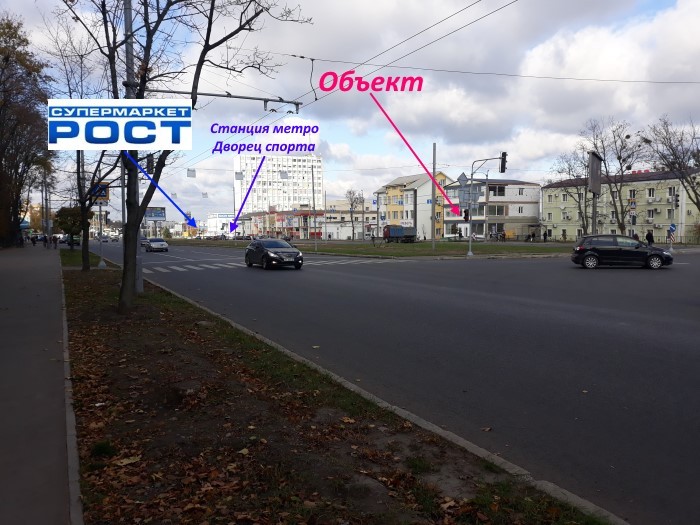 Объект
СУПЕРМАРКЕТ
РОСТ
Станция метро
Дворец спорта